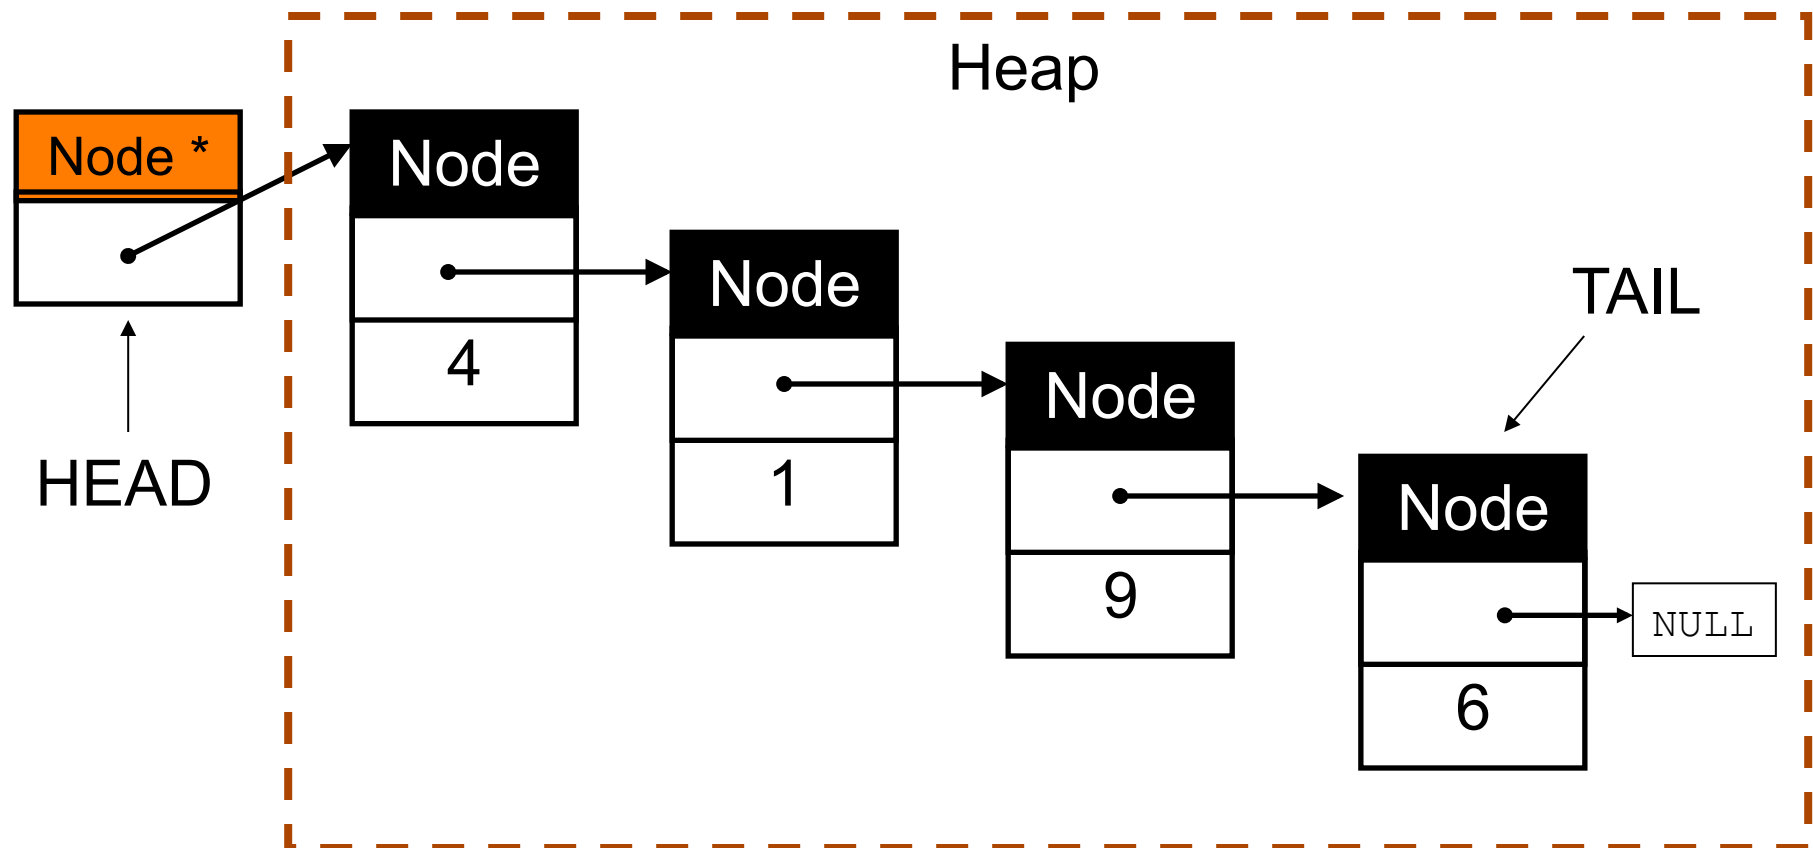 Heap
Node *
Node
4
HEAD
Node
1
Node
9
TAIL
Node
NULL
6